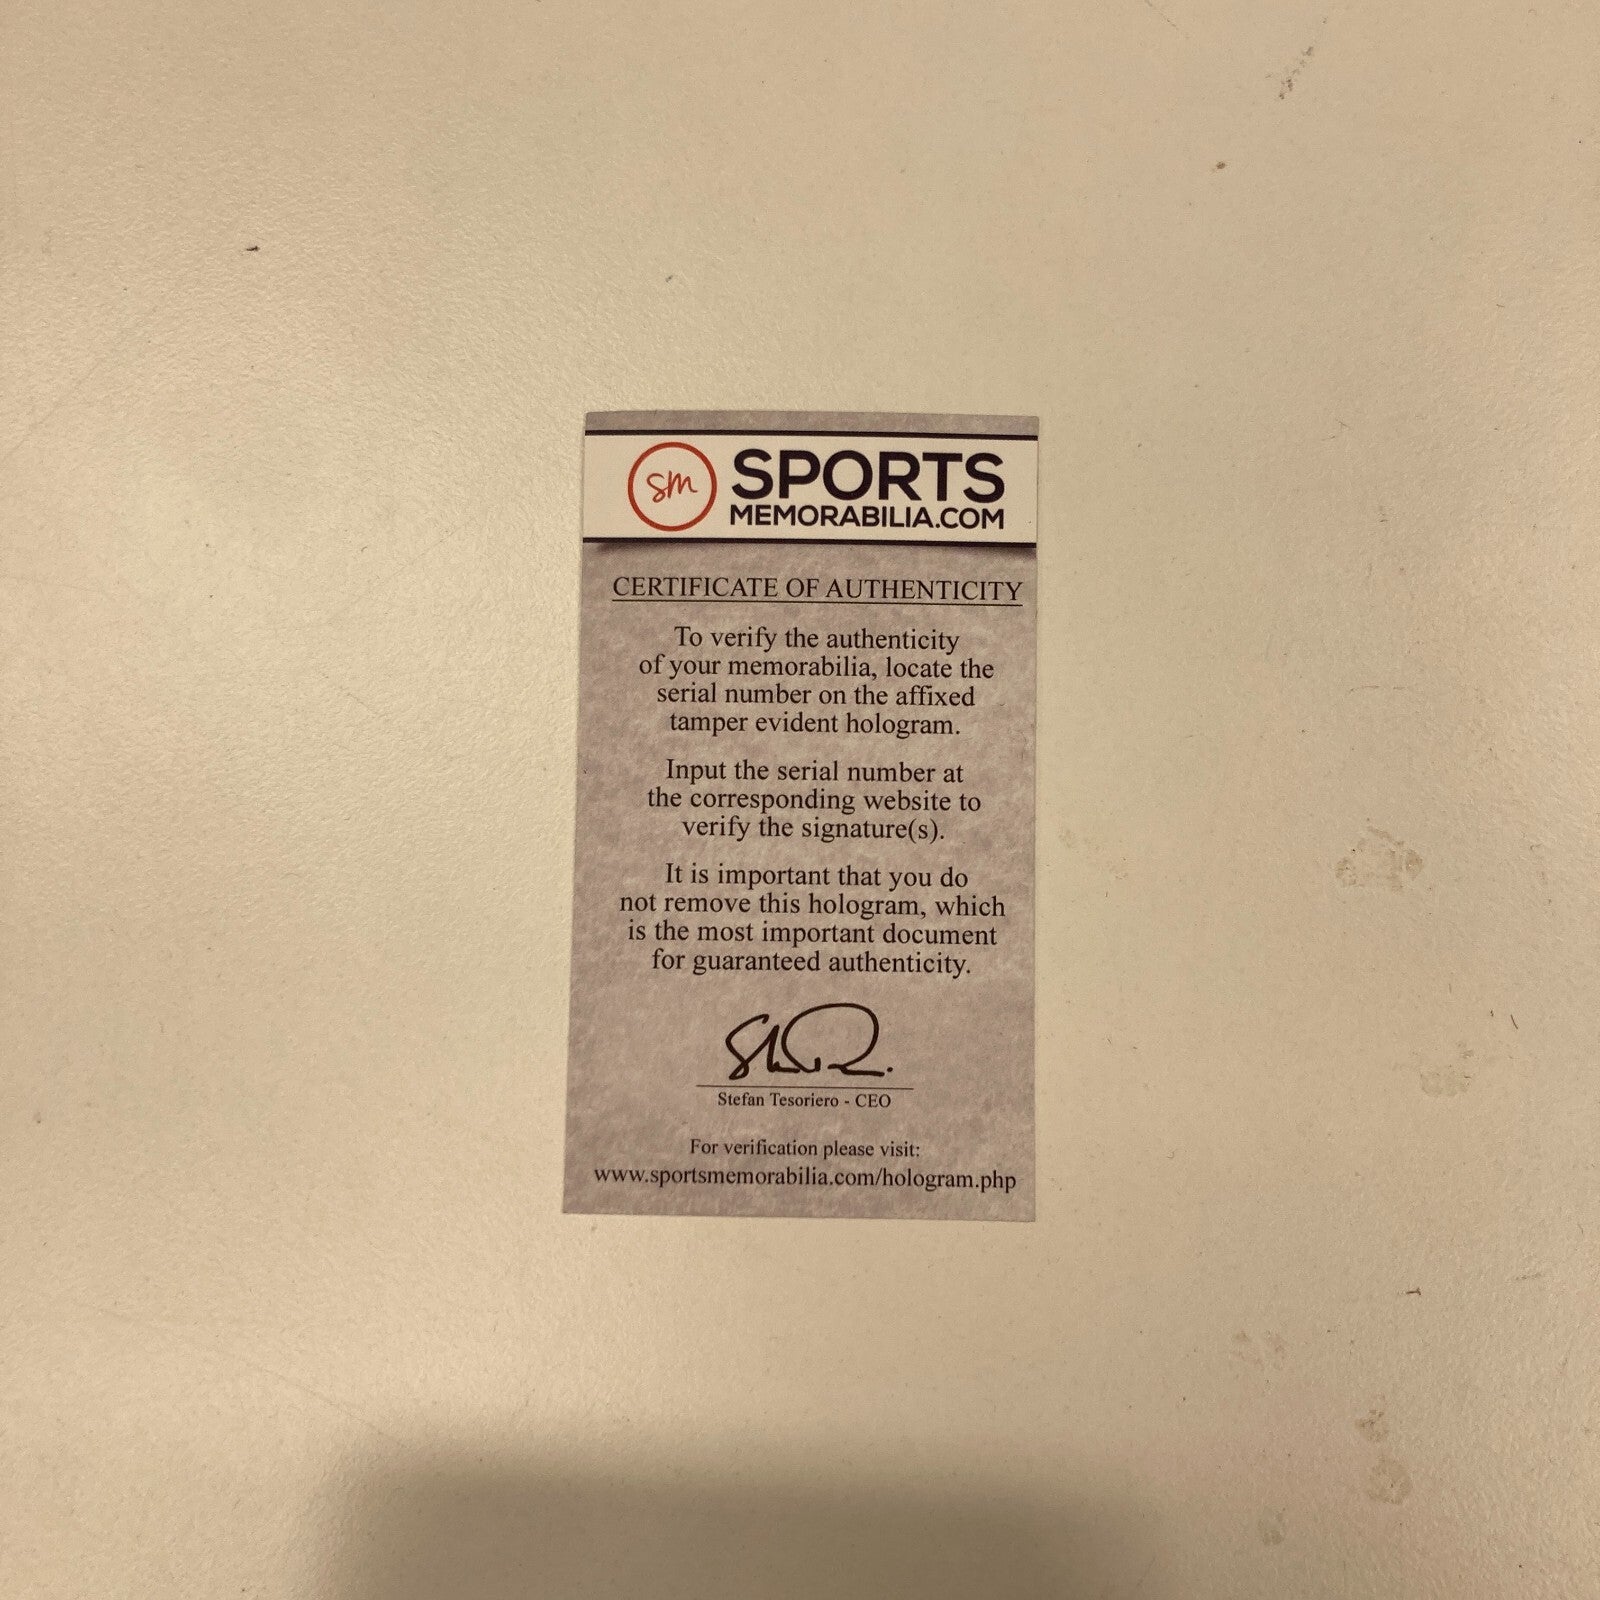 sm
SPORTS
MEMORABILIA.COM
CERTIFICATE OF AUTHENTICITY
To verify the authenticity
of your memorabilia, locate the
serial number on the affixed
tamper evident hologram.
Input the serial number at
the corresponding website to
verify the signature(s).
It is important that you do
not remove this hologram, which
is the most important document
for guaranteed authenticity.
Stefan Tesoriero - CEO
For verification please visit:
www.sportsmemorabilia.com/hologram.php